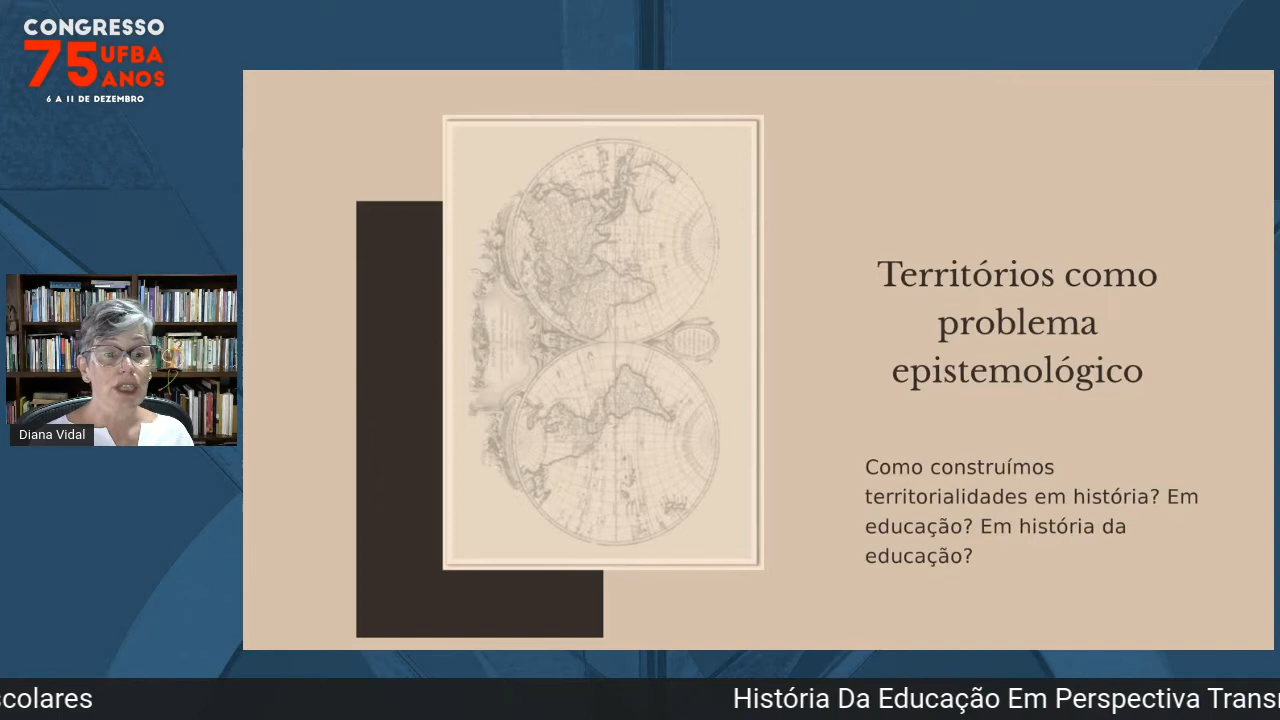 CONGRESSO
75 UFBA
ANOS
6 A 11 DE DEZEMBRO
Territórios como
problema
epistemológico
Como construímos
territorialidades em história? Em
educação? Em história da
educação?
Diana Vidal
scolares
História Da Educação Em Perspectiva Trans